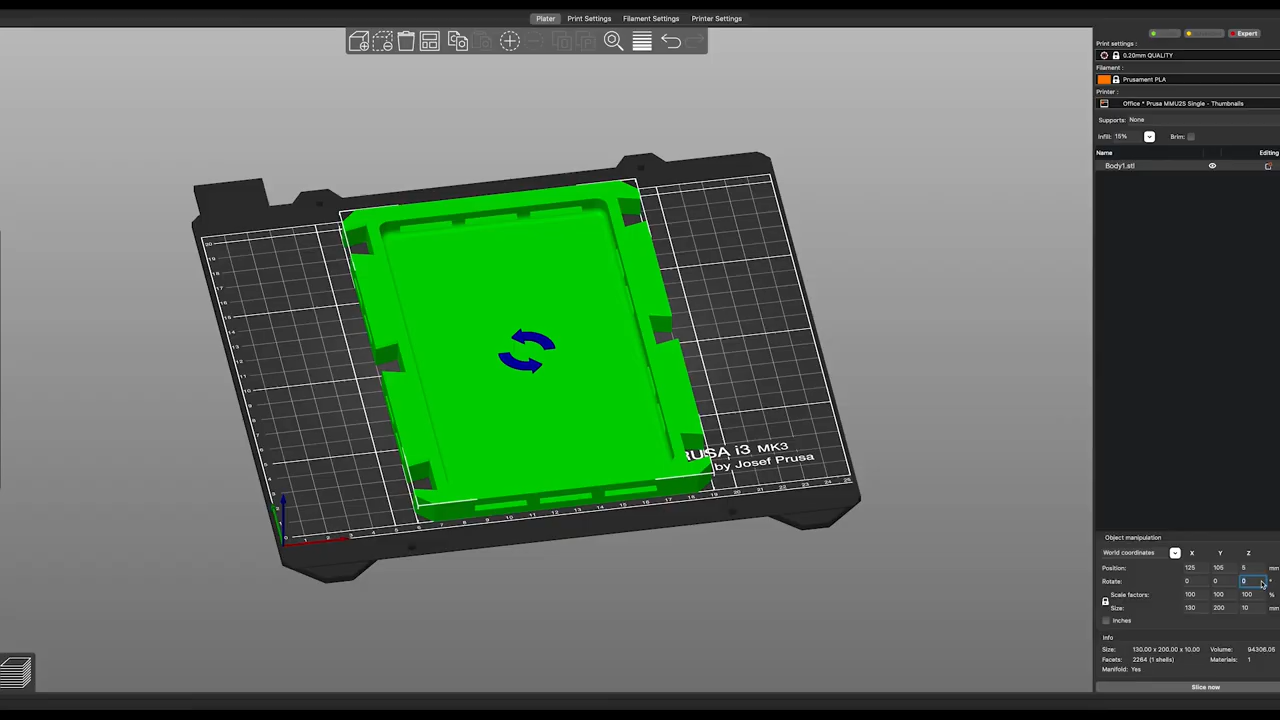 Plater Print Settings Filament Settings Printer Settings
Expert
Print settings :
0.20mm QUALITY
Filament :
Prusament PLA
Printer :
Office * Prusa MMU2S Single - Thumbnails
Supports: None
Infill: 15% Brim:
Name Editing
Body1.stl
RUSA i3 MK3
by Josef Prusa
Object manipulation
World coordinates X Y Z
Position: 125 105 5 mm
Rotate: 0 0 0 °
Scale factors: 100 100 100 %
Size: 130 200 10 mm
Inches
Info
Size: 130.00 x 200.00 x 10.00 Volume: 94306.05
Facets: 2264 (1 shells) Materials: 1
Manifold: Yes
Slice now